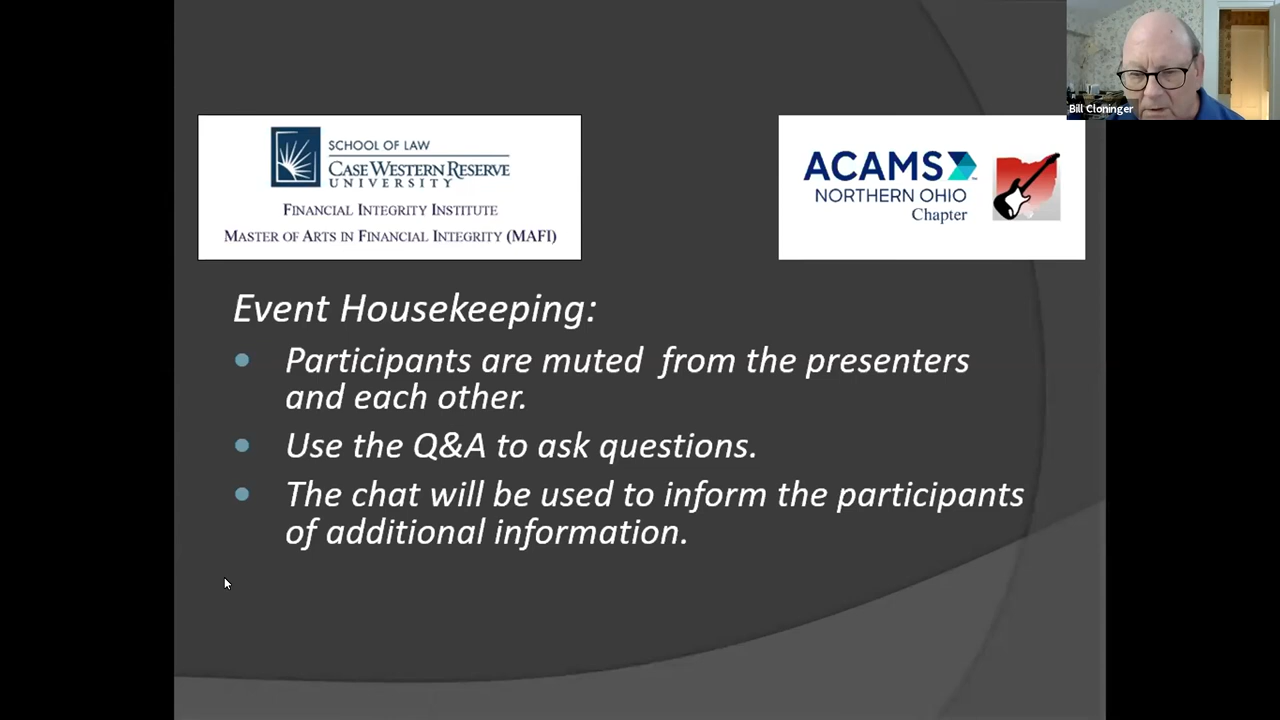 SCHOOL OF LAW
CASE WESTERN RESERVE
UNIVERSITY
FINANCIAL INTEGRITY INSTITUTE
MASTER OF ARTS IN FINANCIAL INTEGRITY (MAFI)
ACAMS
NORTHERN OHIO
Chapter
Bill Cloninger
Event Housekeeping:
Participants are muted from the presenters
and each other.
Use the Q&A to ask questions.
The chat will be used to inform the participants
of additional information.